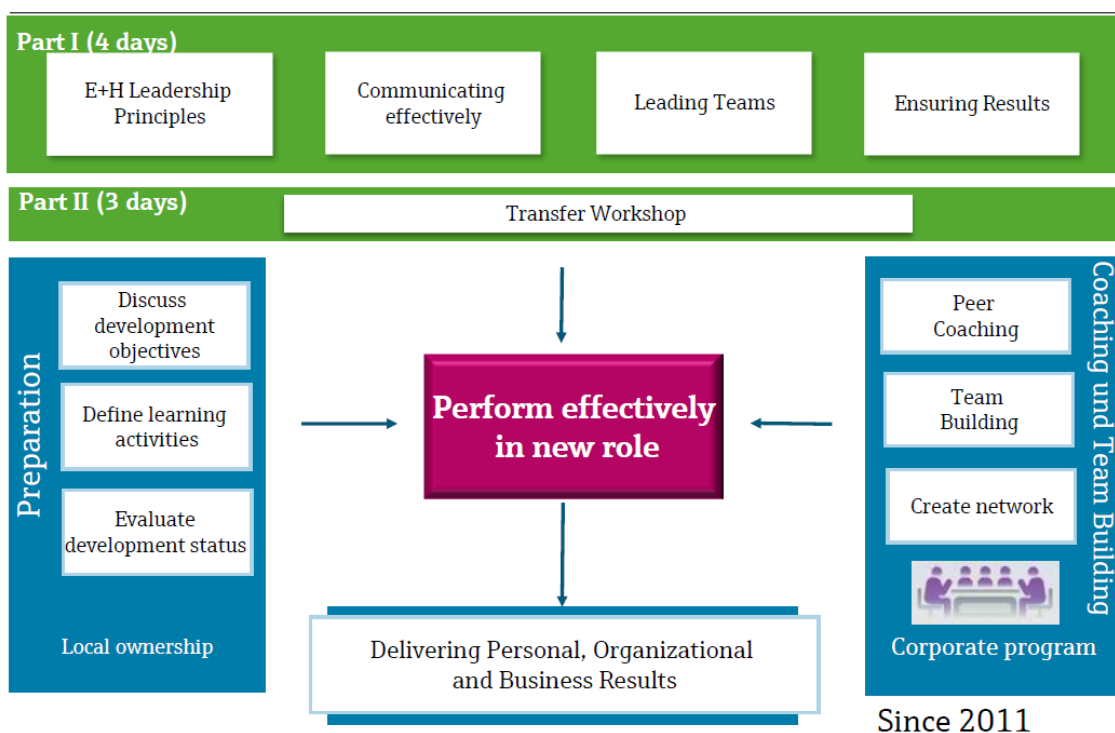 Part I (4 days)
E+H Leadership
Principles
Communicating
effectively
Leading Teams
Ensuring Results
Part II (3 days)
Transfer Workshop
Preparation
Discuss
development
objectives
Define learning
activities
Evaluate
development status
Local ownership
Perform effectively
in new role
Delivering Personal, Organizational
and Business Results
Coaching und Team Building
Peer
Coaching
Team
Building
Create network
Corporate program
Since 2011